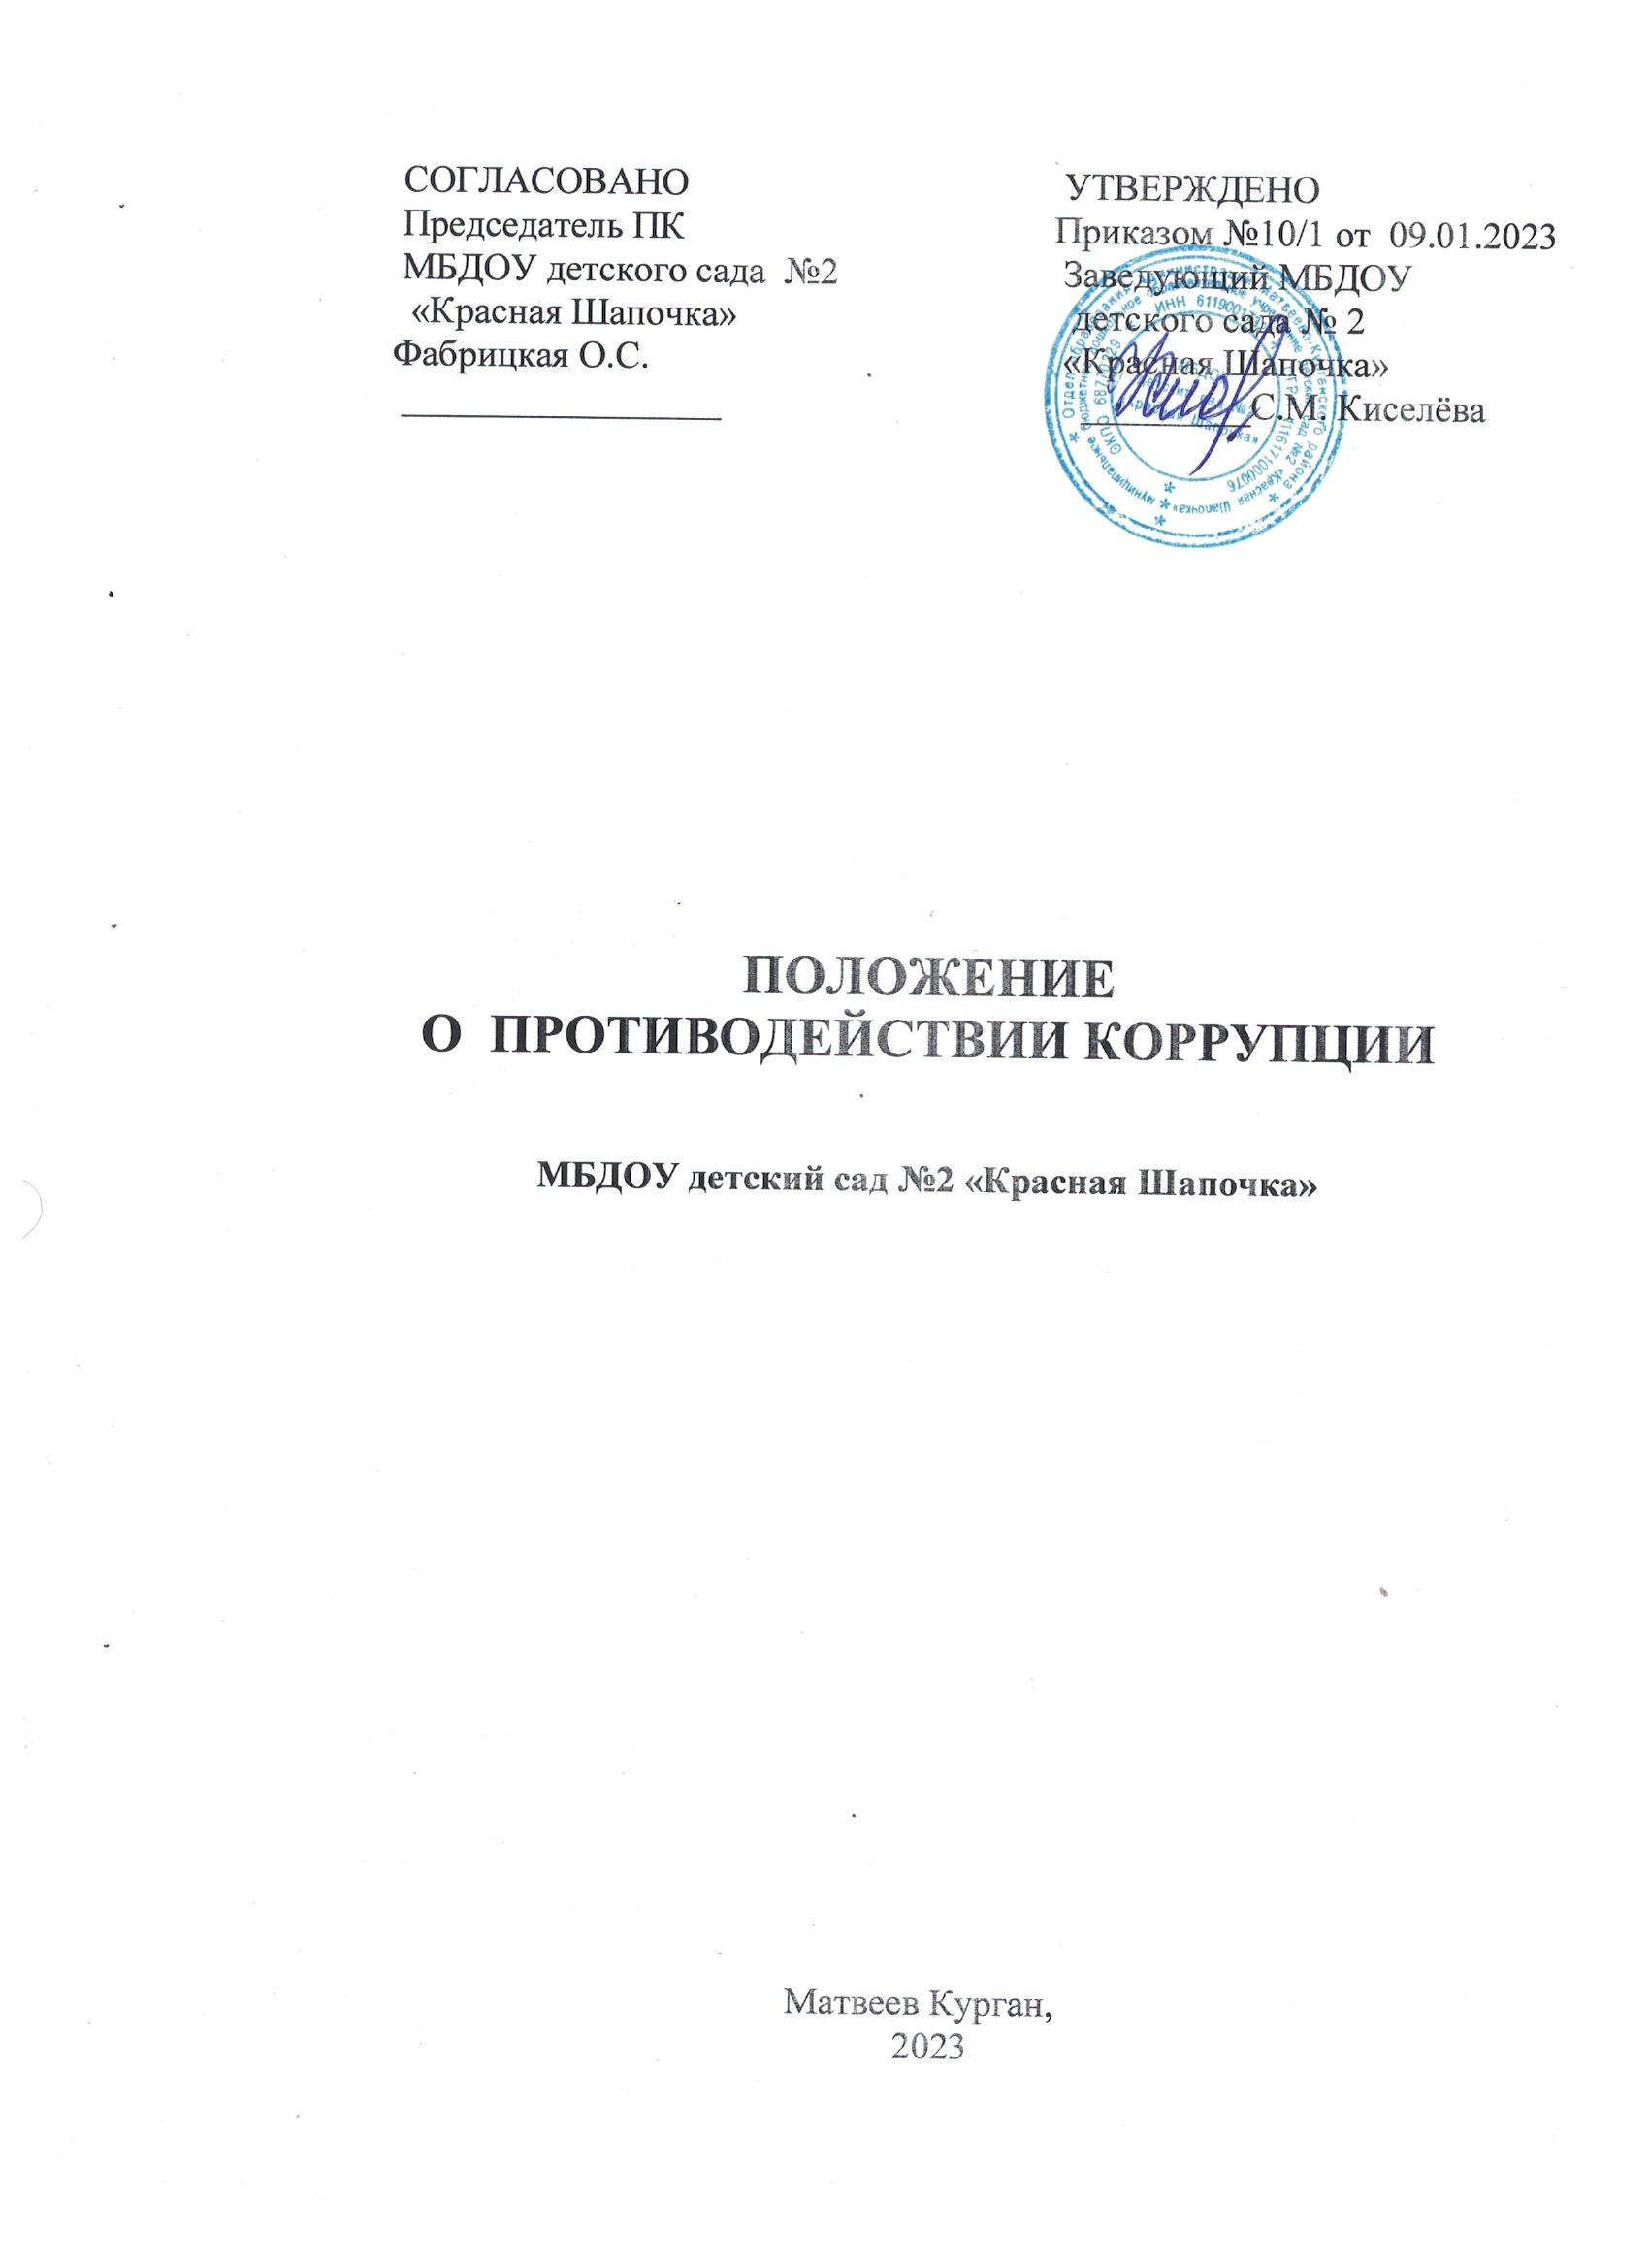 СОГЛАСОВАНО
Председатель ПК
МБДОУ детского сада №2
«Красная Шапочка»
Фабрицкая О.С.
УТВЕРЖДЕНО
Приказом №10/1 от 09.01.2023
Заведующий МБДОУ
детского сада № 2
«Красная Шапочка»
С.М. Киселёва
ПОЛОЖЕНИЕ
О ПРОТИВОДЕЙСТВИИ КОРРУПЦИИ
МБДОУ детский сад №2 «Красная Шапочка»
Матвеев Курган,
2023